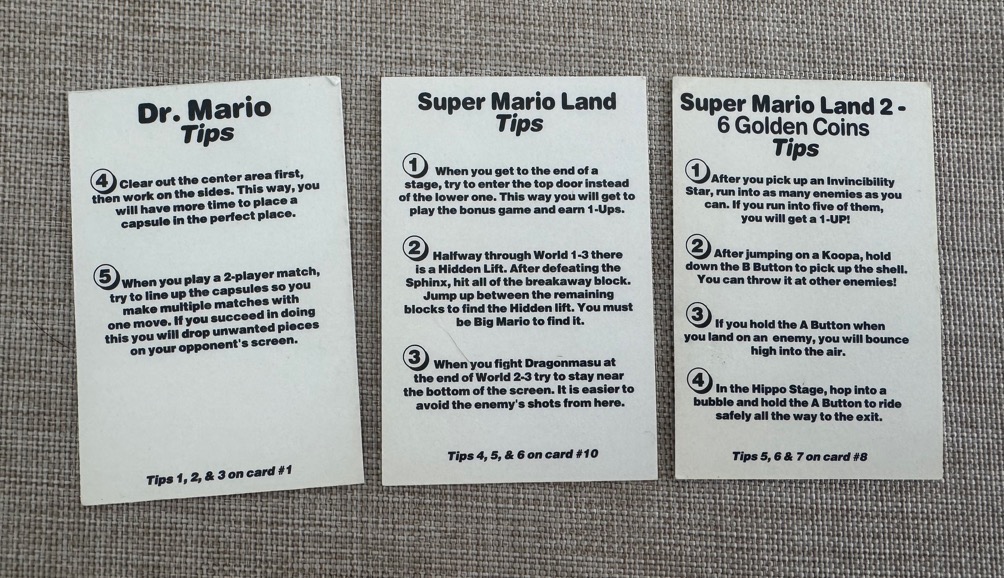 Dr. Mario
Tips
4 Clear out the center area first,
then work on the sides. This way, you
will have more time to place a
capsule in the perfect place.
5 When you play a 2-player match,
try to line up the capsules so you
make multiple matches with
one move. If you succeed in doing
this you will drop unwanted pieces
on your opponent's screen.
Tips 1, 2, & 3 on card #1
Super Mario Land
Tips
1 When you get to the end of a
stage, try to enter the top door instead
of the lower one. This way you will get to
play the bonus game and earn 1-Ups.
2 Halfway through World 1-3 there
is a Hidden Lift. After defeating the
Sphinx, hit all of the breakaway block.
Jump up between the remaining
blocks to find the Hidden lift. You must
be Big Mario to find it.
3 When you fight Dragonmasu at
the end of World 2-3 try to stay near
the bottom of the screen. It is easier to
avoid the enemy's shots from here.
Tips 4, 5, & 6 on card #10
Super Mario Land 2 -
6 Golden Coins
Tips
1 After you pick up an Invincibility
Star, run into as many enemies as you
can. If you run into five of them,
you will get a 1-UP!
2 After jumping on a Koopa, hold
down the B Button to pick up the shell.
You can throw it at other enemies!
3 If you hold the A Button when
you land on an enemy, you will bounce
high into the air.
4 In the Hippo Stage, hop into a
bubble and hold the A Button to ride
safely all the way to the exit.
Tips 5, 6 & 7 on card #8